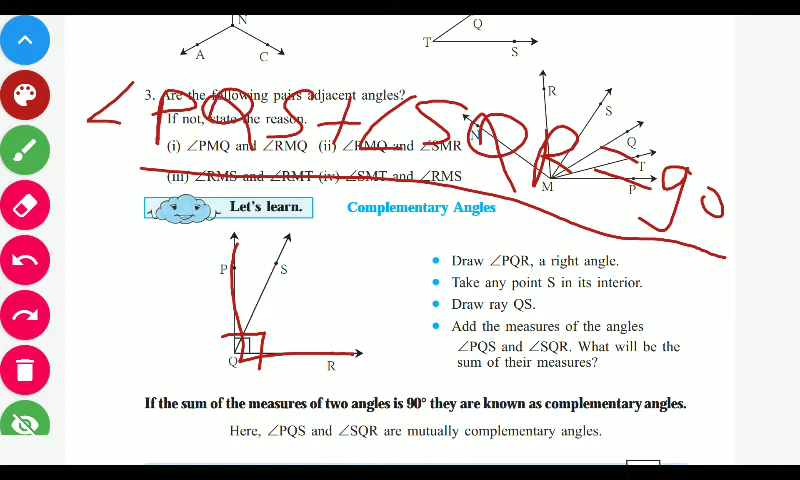 N
A
C
Q
T
S
3. Are the following pairs adjacent angles?
If not, state the reason.
(i) ∠PMQ and ∠RMQ (ii) ∠RMQ and ∠SMR
(iii) ∠RMS and ∠RMT (iv) ∠SMT and ∠RMS
R
S
N
Q
T
M
P
∠PQS+∠SQR=90
Let's learn.
Complementary Angles
P
S
Q
R
• Draw ∠PQR, a right angle.
• Take any point S in its interior.
• Draw ray QS.
• Add the measures of the angles
∠PQS and ∠SQR. What will be the
sum of their measures?
If the sum of the measures of two angles is 90° they are known as complementary angles.
Here, ∠PQS and ∠SQR are mutually complementary angles.